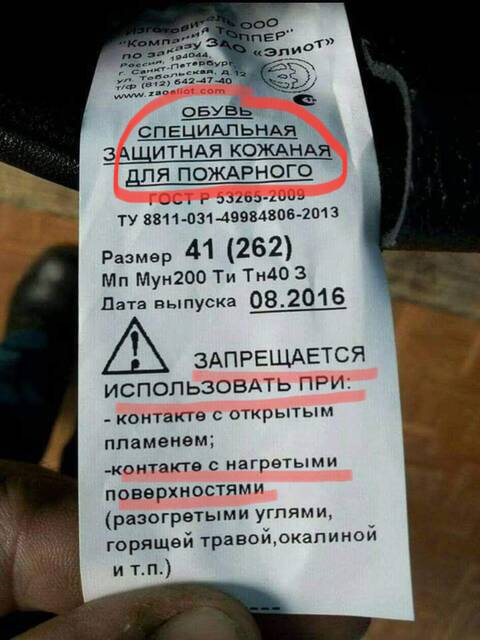 Изготовитель ООО
"Компания ТОППЕР"
по заказу ЗАО «Элиот»
Россия, 194044,
г. Санкт-Петербург
ул. Тобольская, д.12
т/ф (812) 542-47-40
www.zaoeliot.com
ОБУВЬ
СПЕЦИАЛЬНАЯ
ЗАЩИТНАЯ КОЖАНАЯ
ДЛЯ ПОЖАРНОГО
ГОСТ Р 53265-2009
ТУ 8811-031-49984806-2013
Размер 41 (262)
Мп Мун200 Ти Тн40 З
Дата выпуска 08.2016
ЗАПРЕЩАЕТСЯ
ИСПОЛЬЗОВАТЬ ПРИ:
- контакте с открытым
пламенем;
-контакте с нагретыми
поверхностями
(разогретыми углями,
горящей травой,окалиной
и т.п.)